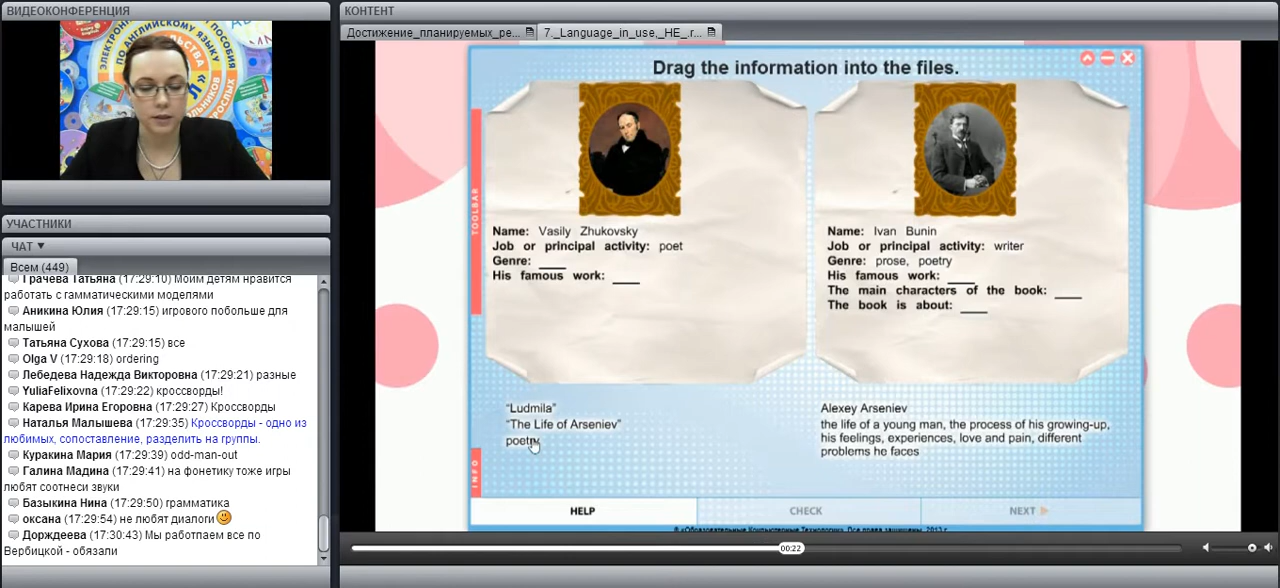 ВИДЕОКОНФЕРЕНЦИЯ
УЧАСТНИКИ
ЧАТ ▼
Всем (449)
Грачева Татьяна (17:29:10) Моим детям нравится
работать с гамматическими моделями
Аникина Юлия (17:29:15) игрового побольше для
малышей
Татьяна Сухова (17:29:15) все
Olga V (17:29:18) ordering
Лебедева Надежда Викторовна (17:29:21) разные
YuliaFelixovna (17:29:22) кроссворды!
Карева Ирина Егоровна (17:29:27) Кроссворды
Наталья Малышева (17:29:35) Кроссворды - одно из
любимых, сопоставление, разделить на группы.
Куракина Мария (17:29:39) odd-man-out
Галина Мадина (17:29:41) на фонетику тоже игры
любят соотнеси звуки
Базыкина Нина (17:29:50) грамматика
оксана (17:29:54) не любят диалоги
Дорждеева (17:30:43) Мы работаем все по
Вербицкой - обязали
КОНТЕНТ
Достижение_планируемых_ре...
7._Language_in_use,_НЕ_.г...
Drag the information into the files.
TOOLBAR
Name: Vasily Zhukovsky
Job or principal activity: poet
Genre: ____
His famous work: ____
Name: Ivan Bunin
Job or principal activity: writer
Genre: prose, poetry
His famous work: ____
The main characters of the book: ____
The book is about: ____
"Ludmila"
"The Life of Arseniev"
poetry
Alexey Arseniev
the life of a young man, the process of his growing-up,
his feelings, experiences, love and pain, different
problems he faces
INFO
HELP
CHECK
NEXT
® «Образовательные Компьютерные Технологии». Все права защищены, 2013 г.
00:22